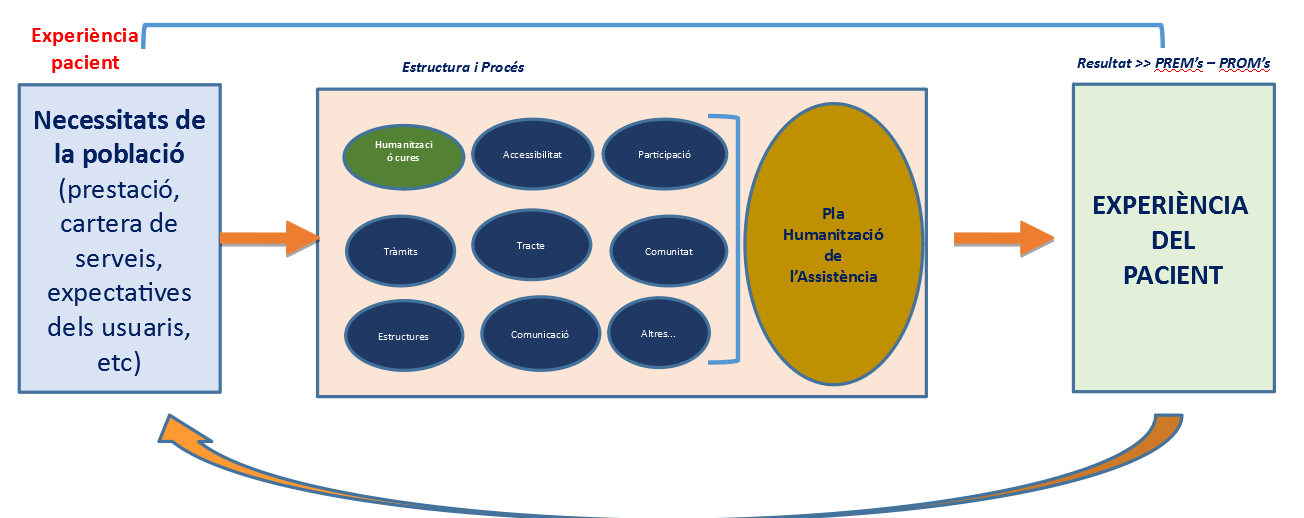 Experiència
pacient
Estructura i Procés
Resultat >> PREM’s – PROM’s
Necessitats de
la població
(prestació,
cartera de
serveis,
expectatives
dels usuaris,
etc)
Humanitzaci
ó cures
Accessibilitat
Participació
Tràmits
Tracte
Comunitat
Estructures
Comunicació
Altres...
Pla
Humanització
de
l’Assistència
EXPERIÈNCIA
DEL
PACIENT